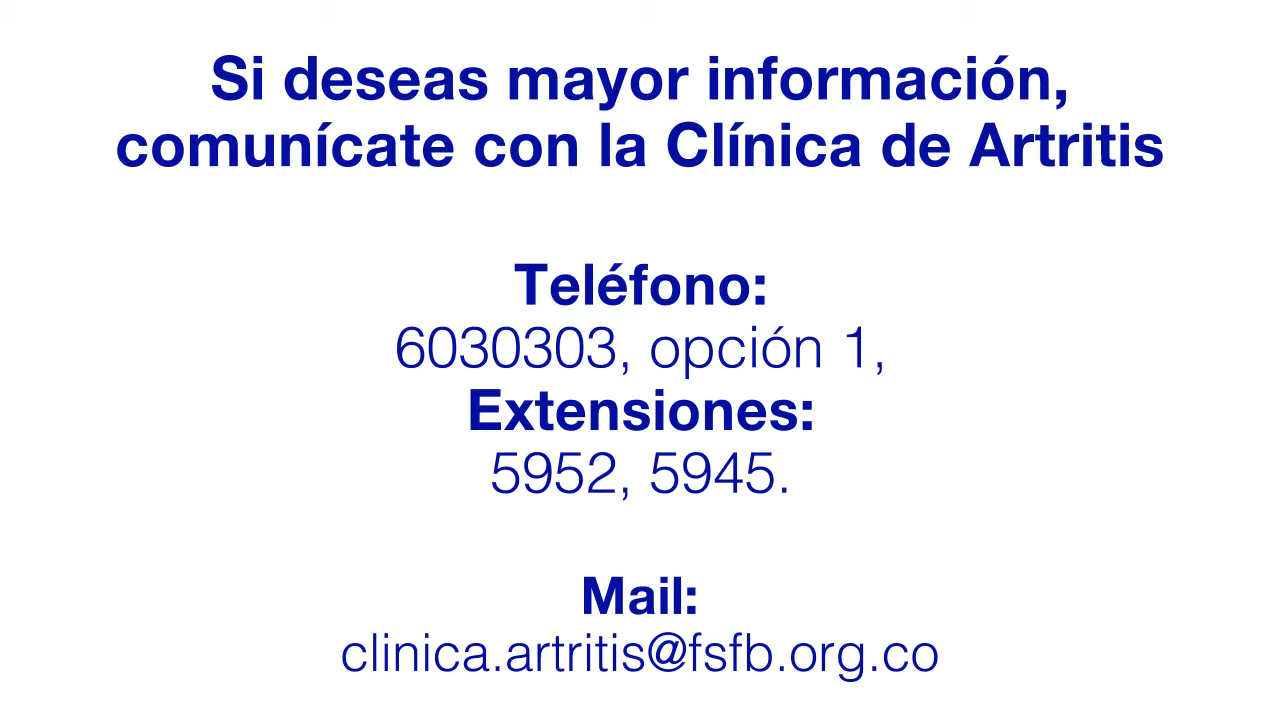 Si deseas mayor información,
comunícate con la Clínica de Artritis
Teléfono:
6030303, opción 1,
Extensiones:
5952, 5945.
Mail:
clinica.artritis@fsfb.org.co